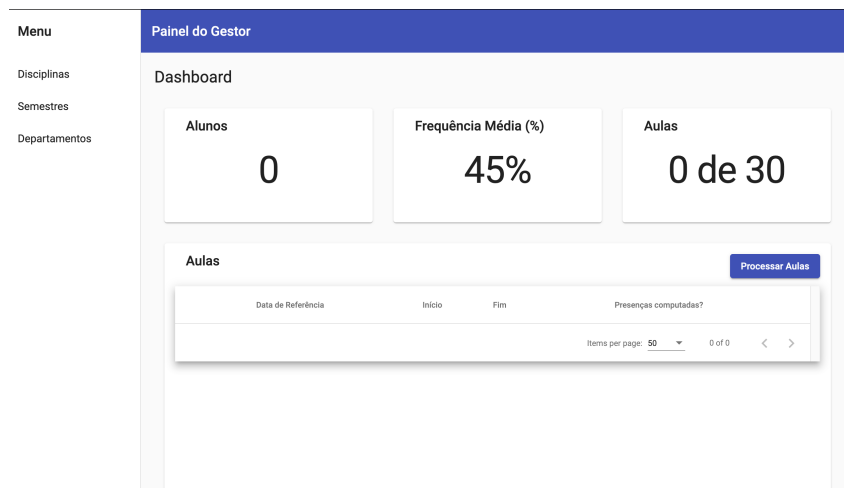 Menu
Painel do Gestor
Disciplinas
Semestres
Departamentos
Dashboard
Alunos
0
Frequência Média (%)
45%
Aulas
0 de 30
Aulas
Processar Aulas
Data de Referência Início Fim Presenças computadas?
Items per page: 50 0 of 0